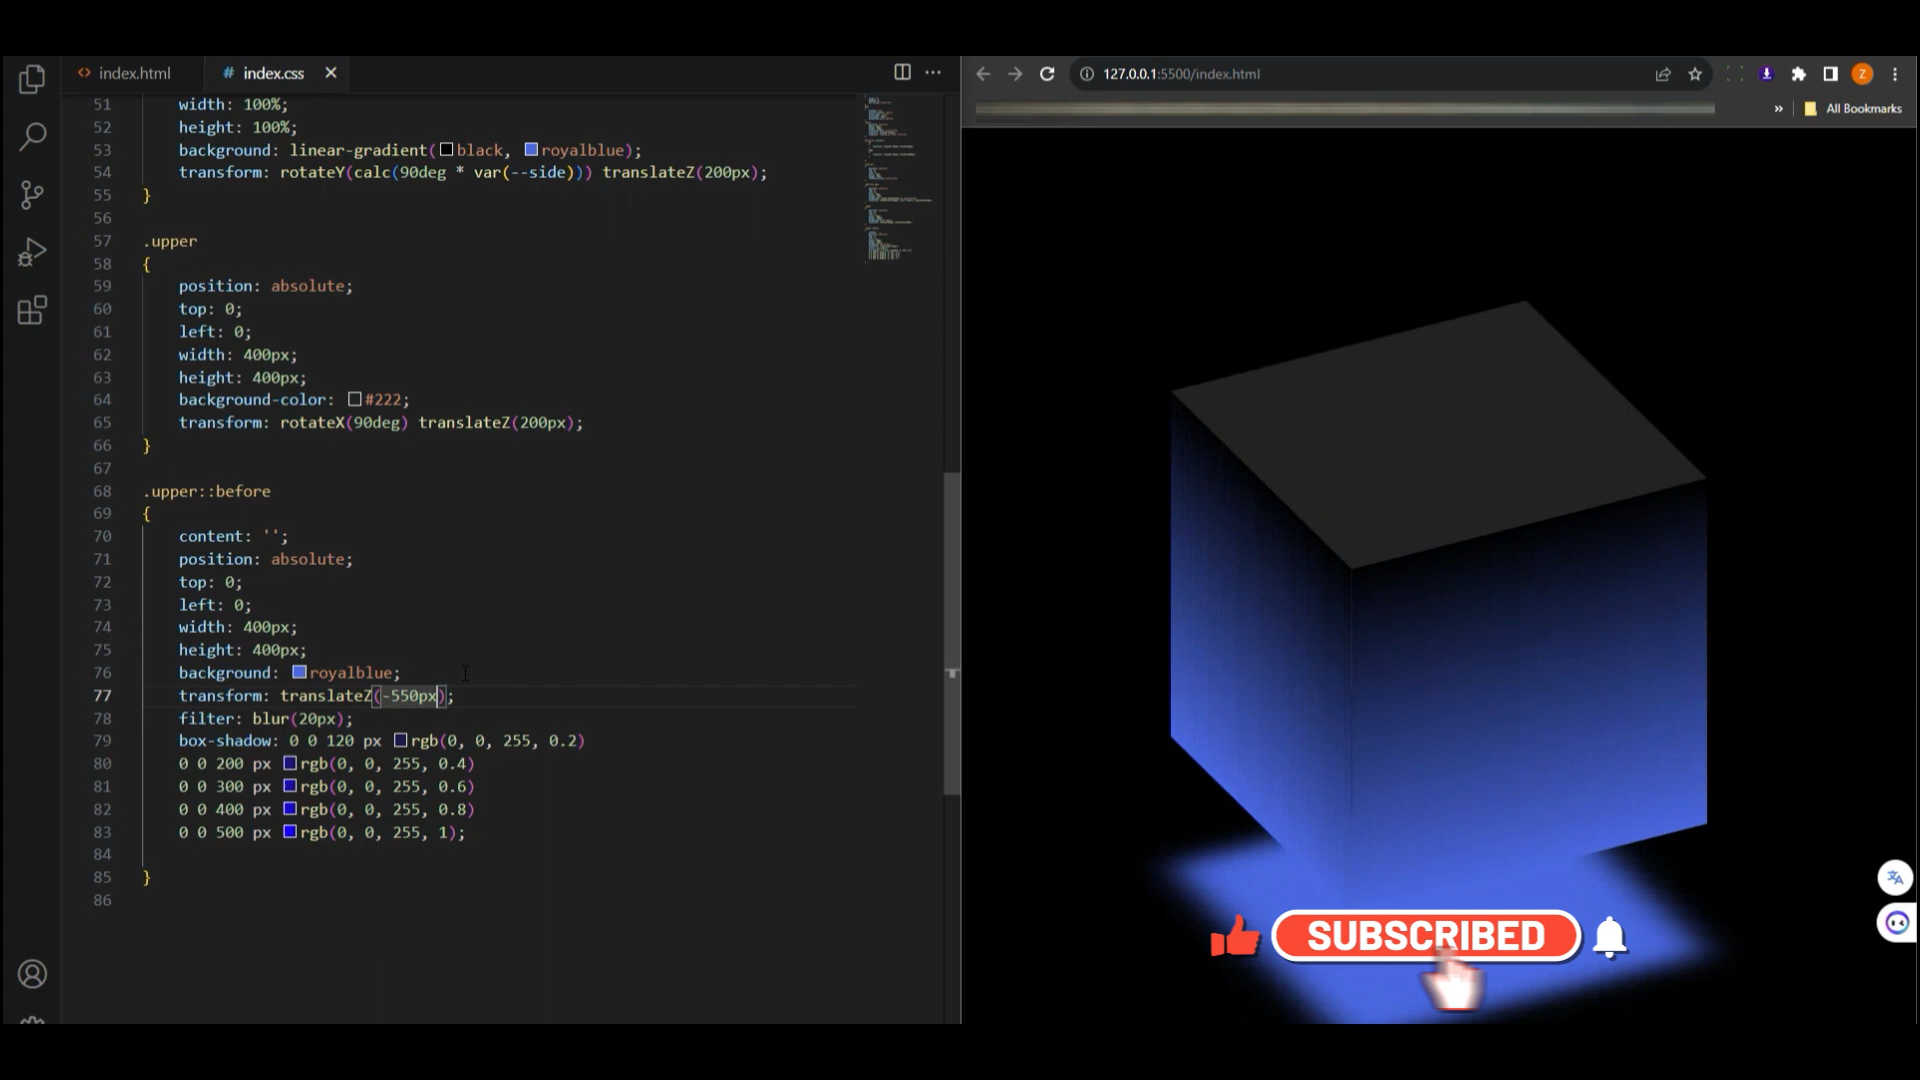 index.html
index.css
51 width: 100%;
52 height: 100%;
53 background: linear-gradient(black, royalblue);
54 transform: rotateY(calc(90deg * var(--side))) translateZ(200px);
55 }
56
57 .upper
58 {
59 position: absolute;
60 top: 0;
61 left: 0;
62 width: 400px;
63 height: 400px;
64 background-color: #222;
65 transform: rotateX(90deg) translateZ(200px);
66 }
67
68 .upper::before
69 {
70 content: '';
71 position: absolute;
72 top: 0;
73 left: 0;
74 width: 400px;
75 height: 400px;
76 background: royalblue;
77 transform: translateZ(-550px);
78 filter: blur(20px);
79 box-shadow: 0 0 120 px rgb(0, 0, 255, 0.2)
80 0 0 200 px rgb(0, 0, 255, 0.4)
81 0 0 300 px rgb(0, 0, 255, 0.6)
82 0 0 400 px rgb(0, 0, 255, 0.8)
83 0 0 500 px rgb(0, 0, 255, 1);
84
85 }
86
127.0.0.1:5500/index.html
Z
» All Bookmarks
SUBSCRIBED